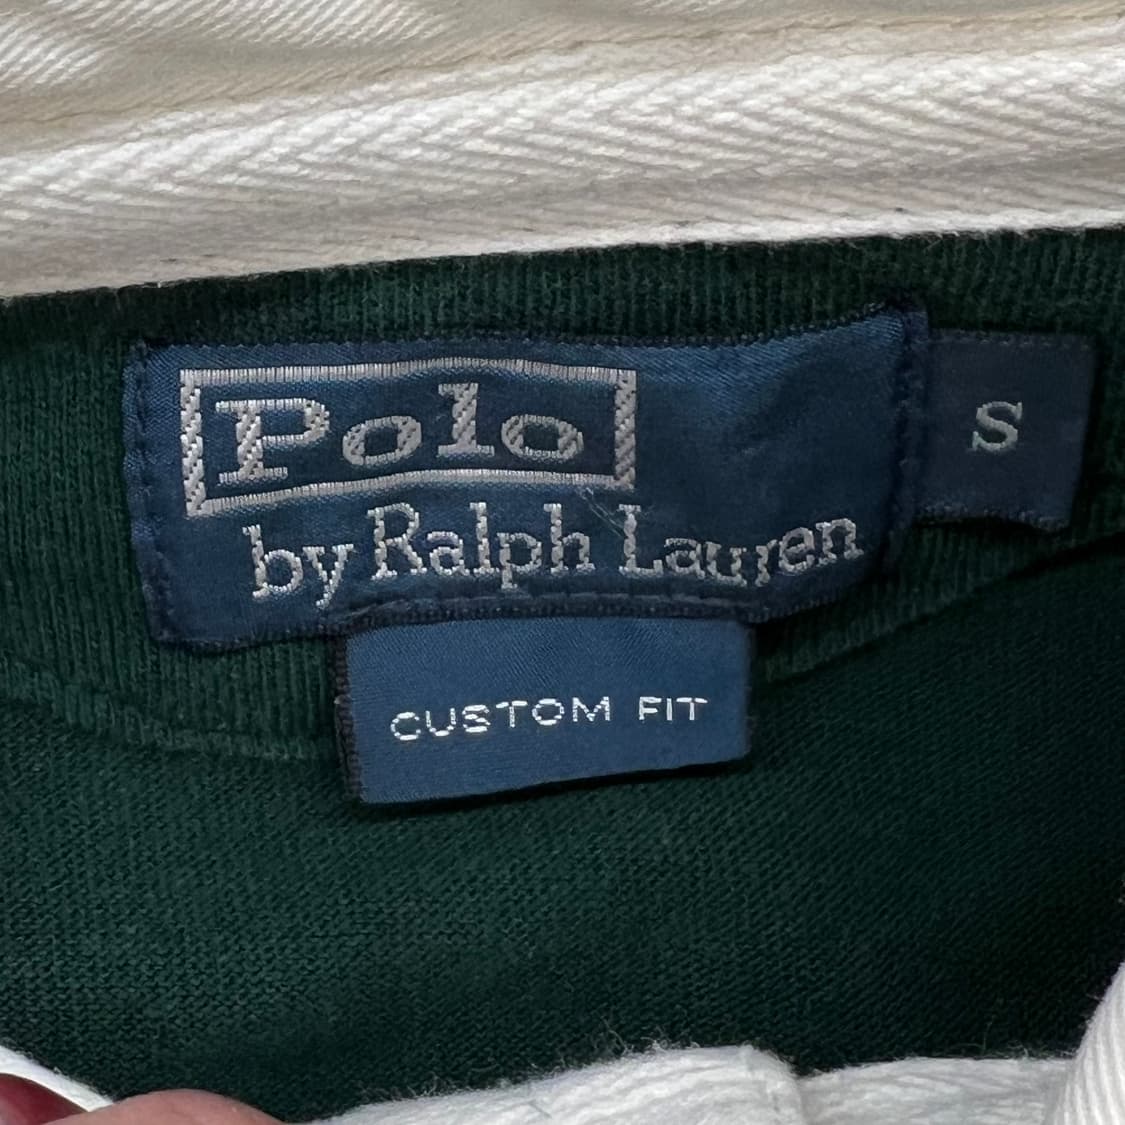 Polo
by Ralph Lauren
S
CUSTOM FIT